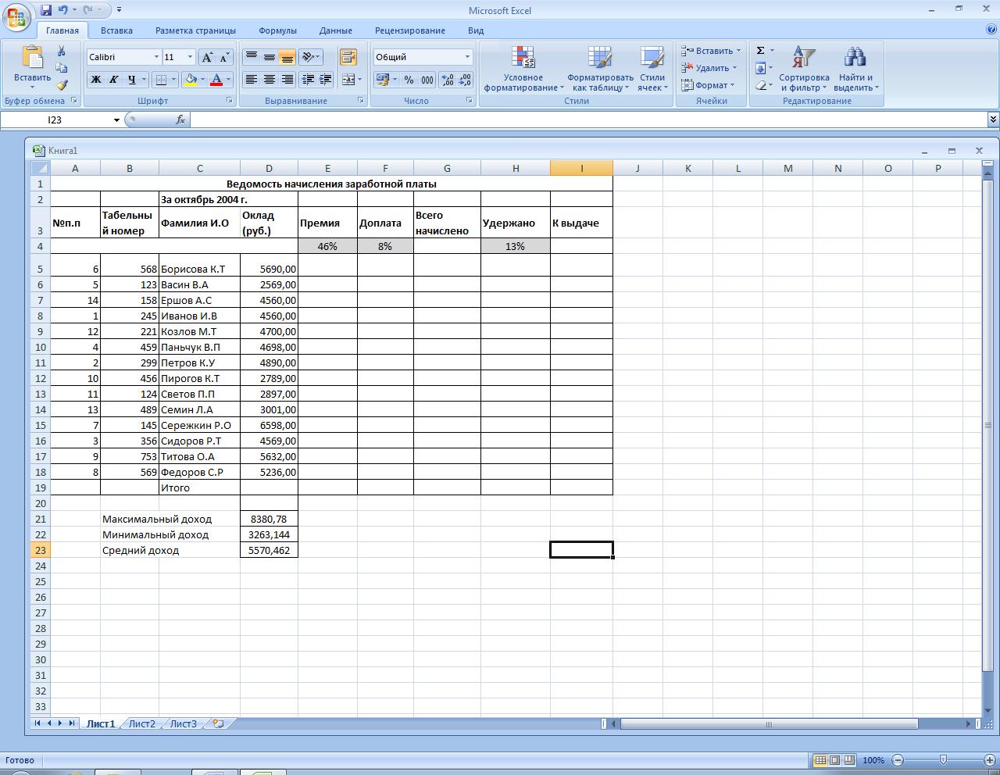 Microsoft Excel
Главная Вставка Разметка страницы Формулы Данные Рецензирование Вид
Вставить
Буфер обмена
Calibri 11
Ж К Ч
Шрифт
Выравнивание
Общий
% 000
Число
Условное форматирование
Форматировать как таблицу
Стили ячеек
Стили
Вставить
Удалить
Формат
Ячейки
Σ
Сортировка и фильтр
Найти и выделить
Редактирование
I23 fx
Книга1
A B C D E F G H I J K L M N O P
1 Ведомость начисления заработной платы
2 За октябрь 2004 г.
3 №п.п Табельный номер Фамилия И.О Оклад (руб.) Премия Доплата Всего начислено Удержано К выдаче
4 46% 8% 13%
5 6 568 Борисова К.Т 5690,00
6 5 123 Васин В.А 2569,00
7 14 158 Ершов А.С 4560,00
8 1 245 Иванов И.В 4560,00
9 12 221 Козлов М.Т 4700,00
10 4 459 Паньчук В.П 4698,00
11 2 299 Петров К.У 4890,00
12 10 456 Пирогов К.Т 2789,00
13 11 124 Светов П.П 2897,00
14 13 489 Семин Л.А 3001,00
15 7 145 Сережкин Р.О 6598,00
16 3 356 Сидоров Р.Т 4569,00
17 9 753 Титова О.А 5632,00
18 8 569 Федоров С.Р 5236,00
19 Итого
20
21 Максимальный доход 8380,78
22 Минимальный доход 3263,144
23 Средний доход 5570,462
24
25
26
27
28
29
30
31
32
33
Лист1 Лист2 Лист3
Готово 100%